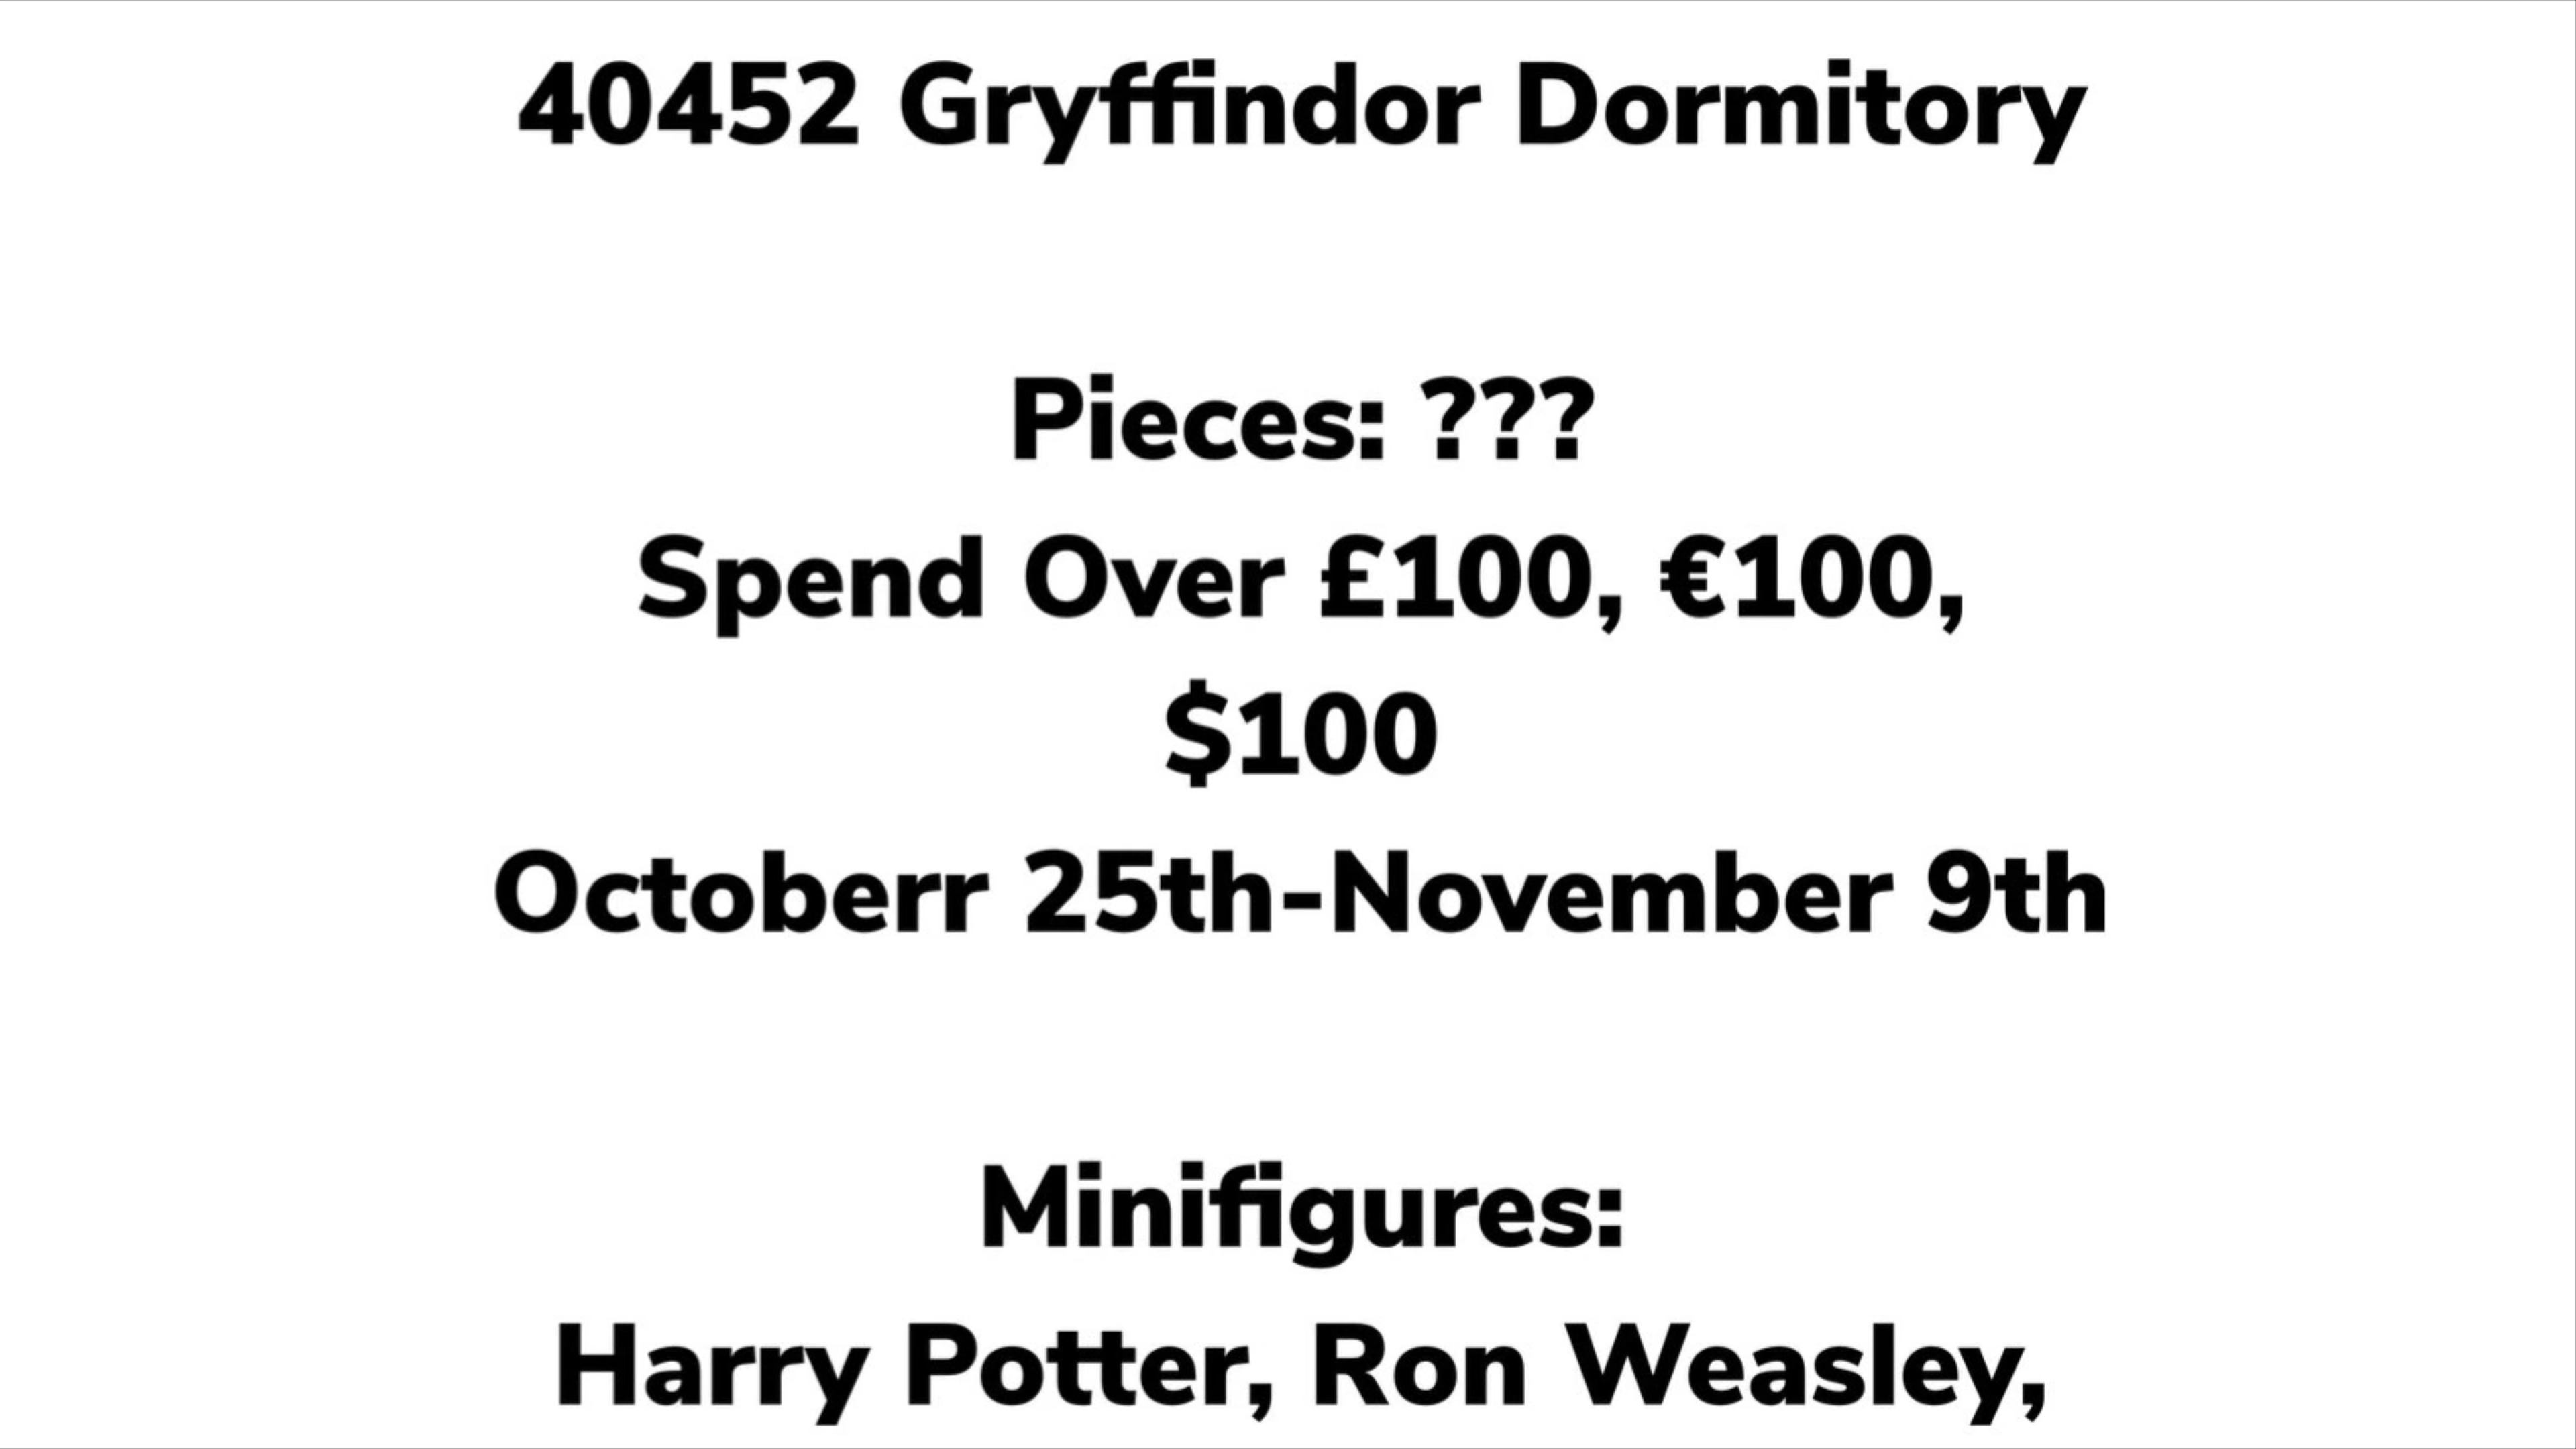 40452 Gryffindor Dormitory
Pieces: ???
Spend Over £100, €100,
$100
Octoberr 25th-November 9th
Minifigures:
Harry Potter, Ron Weasley,